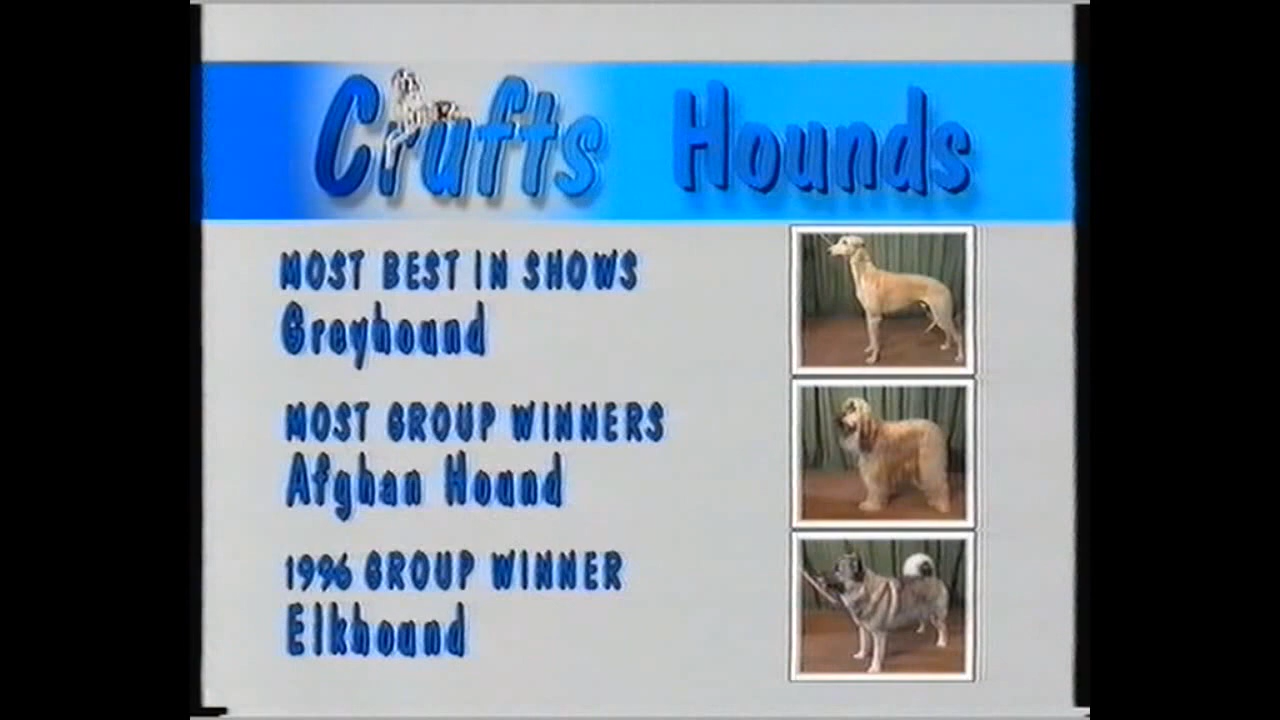 Crufts Hounds
MOST BEST IN SHOWS
Greyhound
MOST GROUP WINNERS
Afghan Hound
1996 GROUP WINNER
Elkhound